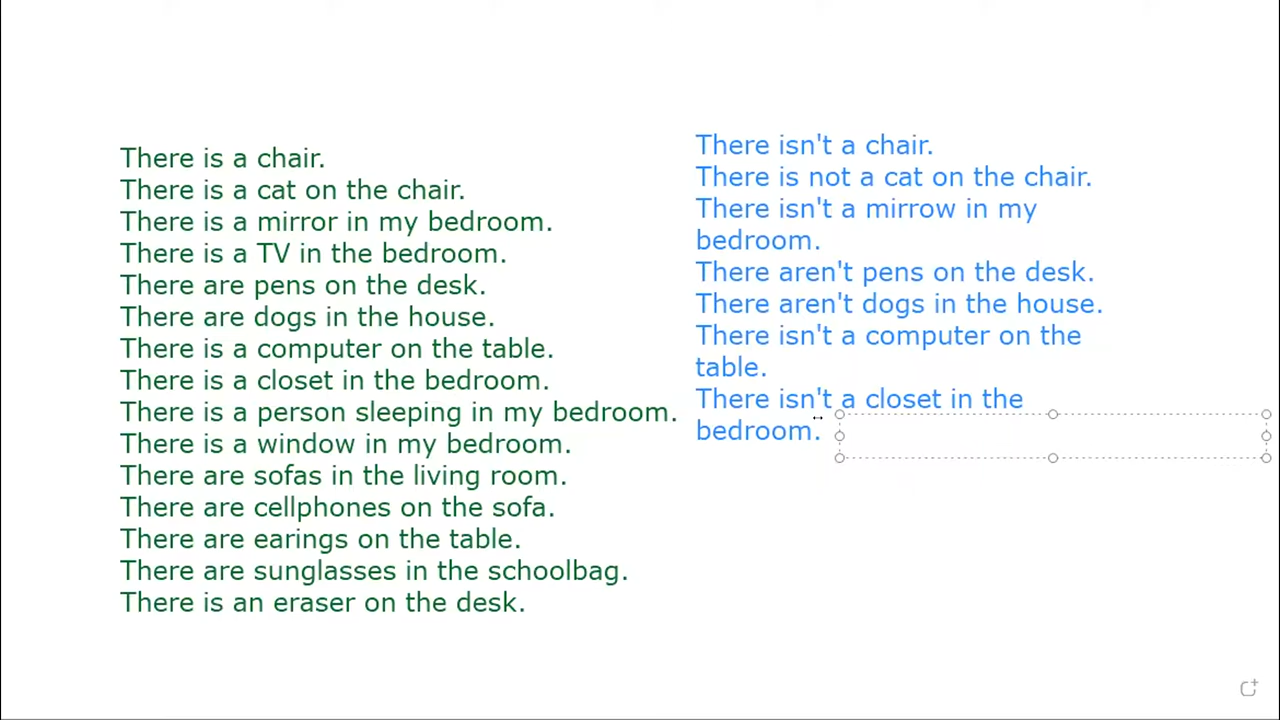 There is a chair.
There is a cat on the chair.
There is a mirror in my bedroom.
There is a TV in the bedroom.
There are pens on the desk.
There are dogs in the house.
There is a computer on the table.
There is a closet in the bedroom.
There is a person sleeping in my bedroom.
There is a window in my bedroom.
There are sofas in the living room.
There are cellphones on the sofa.
There are earings on the table.
There are sunglasses in the schoolbag.
There is an eraser on the desk.
There isn't a chair.
There is not a cat on the chair.
There isn't a mirrow in my
bedroom.
There aren't pens on the desk.
There aren't dogs in the house.
There isn't a computer on the
table.
There isn't a closet in the
bedroom.